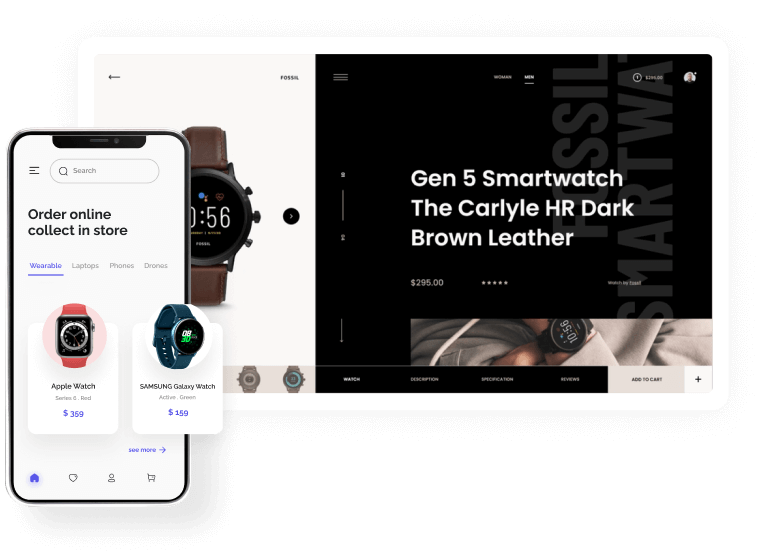 FOSSIL
WOMAN
MEN
$295.00
FOSSIL
SMARTWA
Gen 5 Smartwatch
The Carlyle HR Dark
Brown Leather
$295.00
Watch by fossil
WATCH
DESCRIPTION
SPECIFICATION
REVIEWS
ADD TO CART
+
:56
FOSSIL
Search
Order online
collect in store
Wearable
Laptops
Phones
Drones
Apple Watch
Series 6 . Red
$ 359
SAMSUNG Galaxy Watch
Active . Green
$ 159
see more